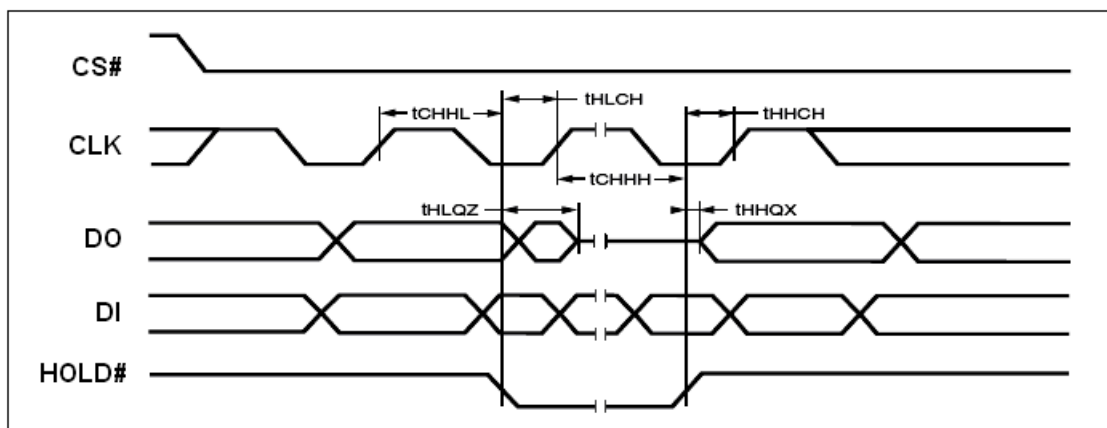 CS#
tHLCH
tCHHL
tHHCH
CLK
tCHHH
tHLQZ
tHHQX
DO
DI
HOLD#